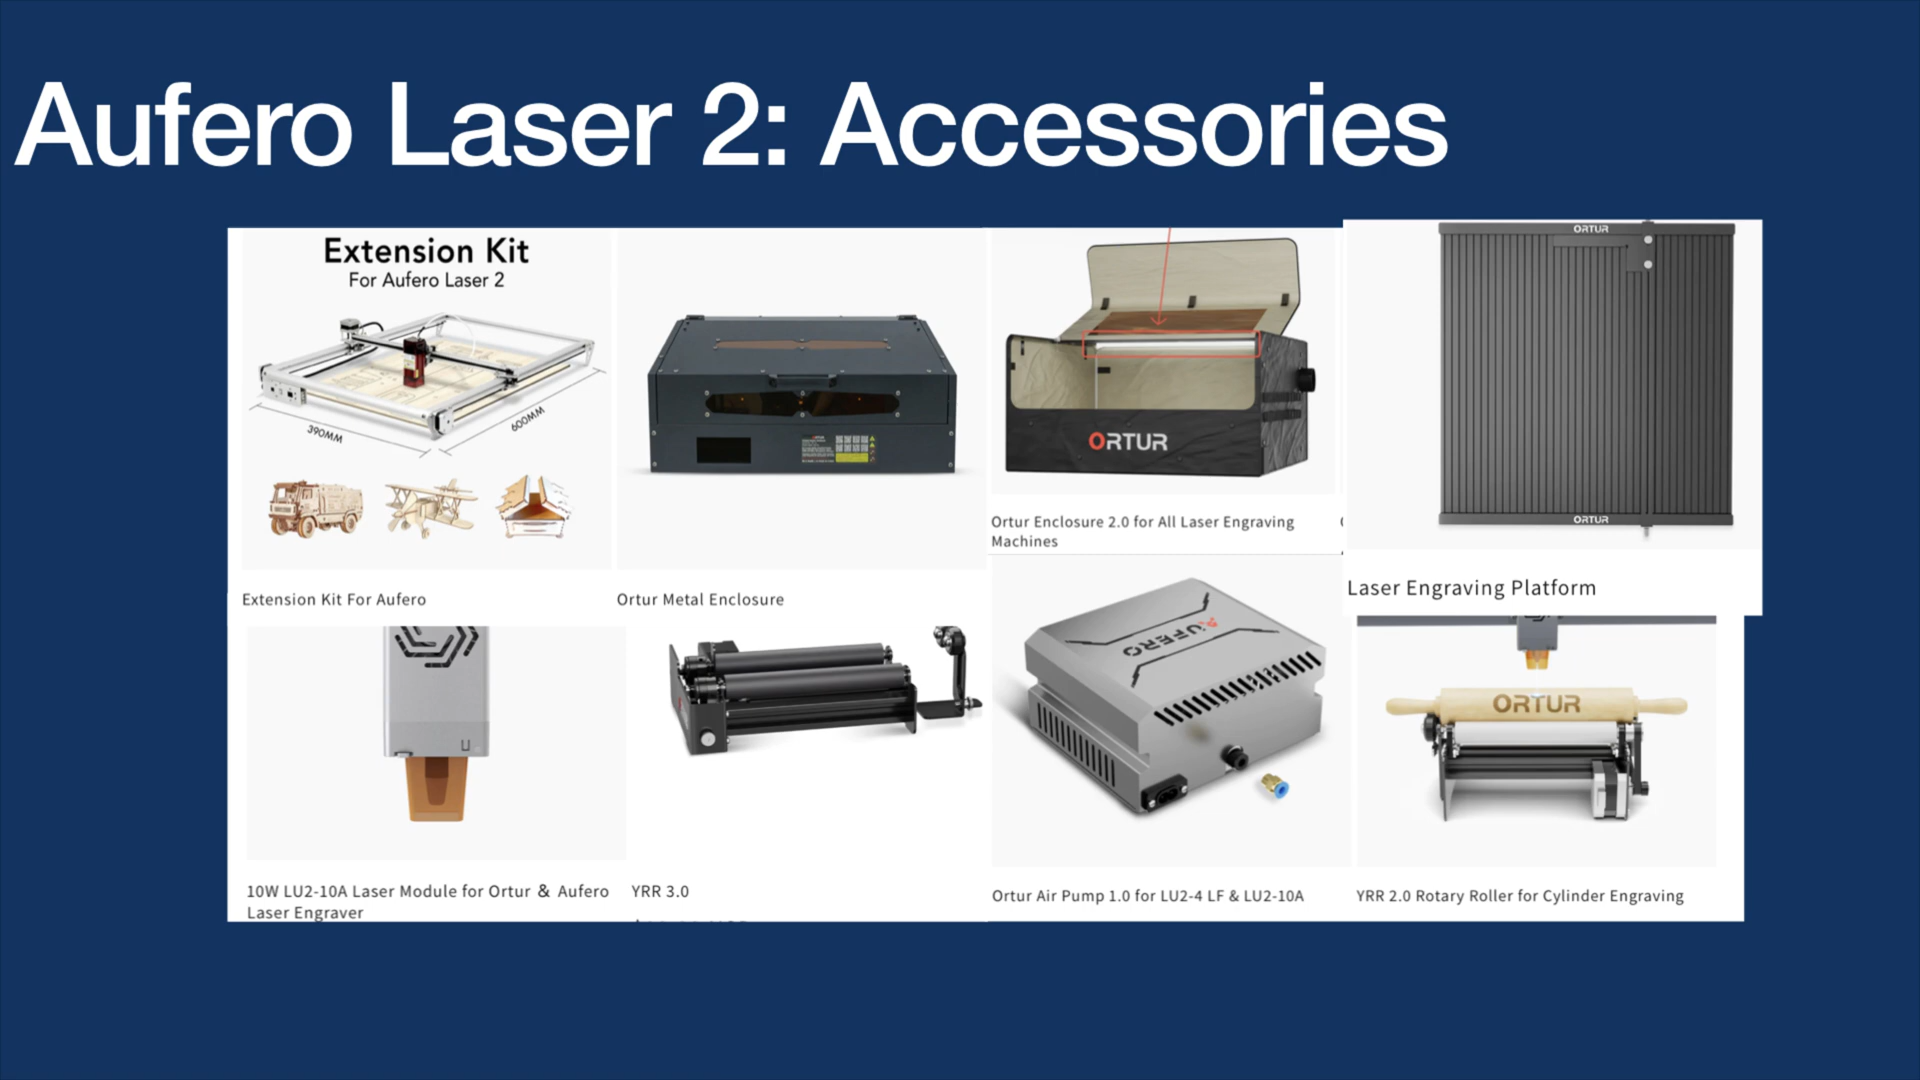 Aufero Laser 2: Accessories
Extension Kit
For Aufero Laser 2
390MM
600MM
Extension Kit For Aufero
Ortur Metal Enclosure
ORTUR
Ortur Enclosure 2.0 for All Laser Engraving
Machines
ORTUR
ORTUR
Laser Engraving Platform
10W LU2-10A Laser Module for Ortur & Aufero
Laser Engraver
YRR 3.0
AUFERO
Ortur Air Pump 1.0 for LU2-4 LF & LU2-10A
ORTUR
YRR 2.0 Rotary Roller for Cylinder Engraving